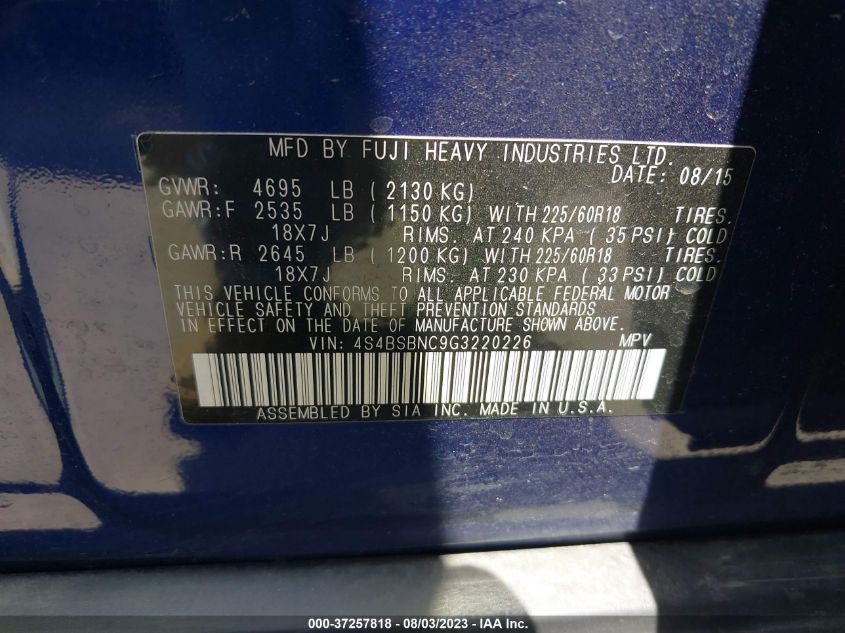 MFD BY FUJI HEAVY INDUSTRIES LTD.
DATE: 08/15
GVWR: 4695 LB ( 2130 KG)
GAWR:F 2535 LB ( 1150 KG) WITH 225/60R18 TIRES.
18X7J RIMS. AT 240 KPA ( 35 PSI) COLD
GAWR:R 2645 LB ( 1200 KG) WITH 225/60R18 TIRES.
18X7J RIMS. AT 230 KPA ( 33 PSI) COLD
THIS VEHICLE CONFORMS TO ALL APPLICABLE FEDERAL MOTOR
VEHICLE SAFETY AND THEFT PREVENTION STANDARDS
IN EFFECT ON THE DATE OF MANUFACTURE SHOWN ABOVE.
VIN: 4S4BSBNC9G3220226 MPV
ASSEMBLED BY SIA INC. MADE IN U.S.A.
000-37257818 - 08/03/2023 - IAA Inc.